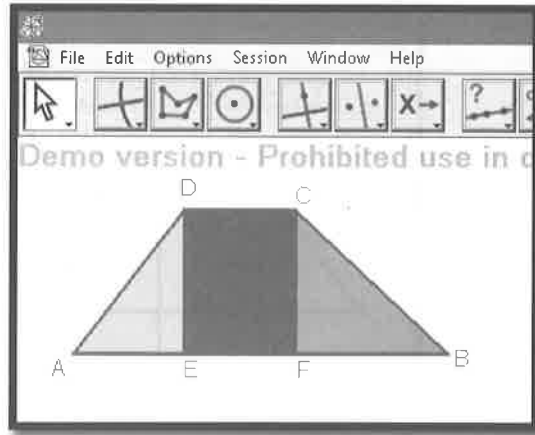 File Edit Options Session Window Help
X
?
Demo version - Prohibited use in
D C
A E F B